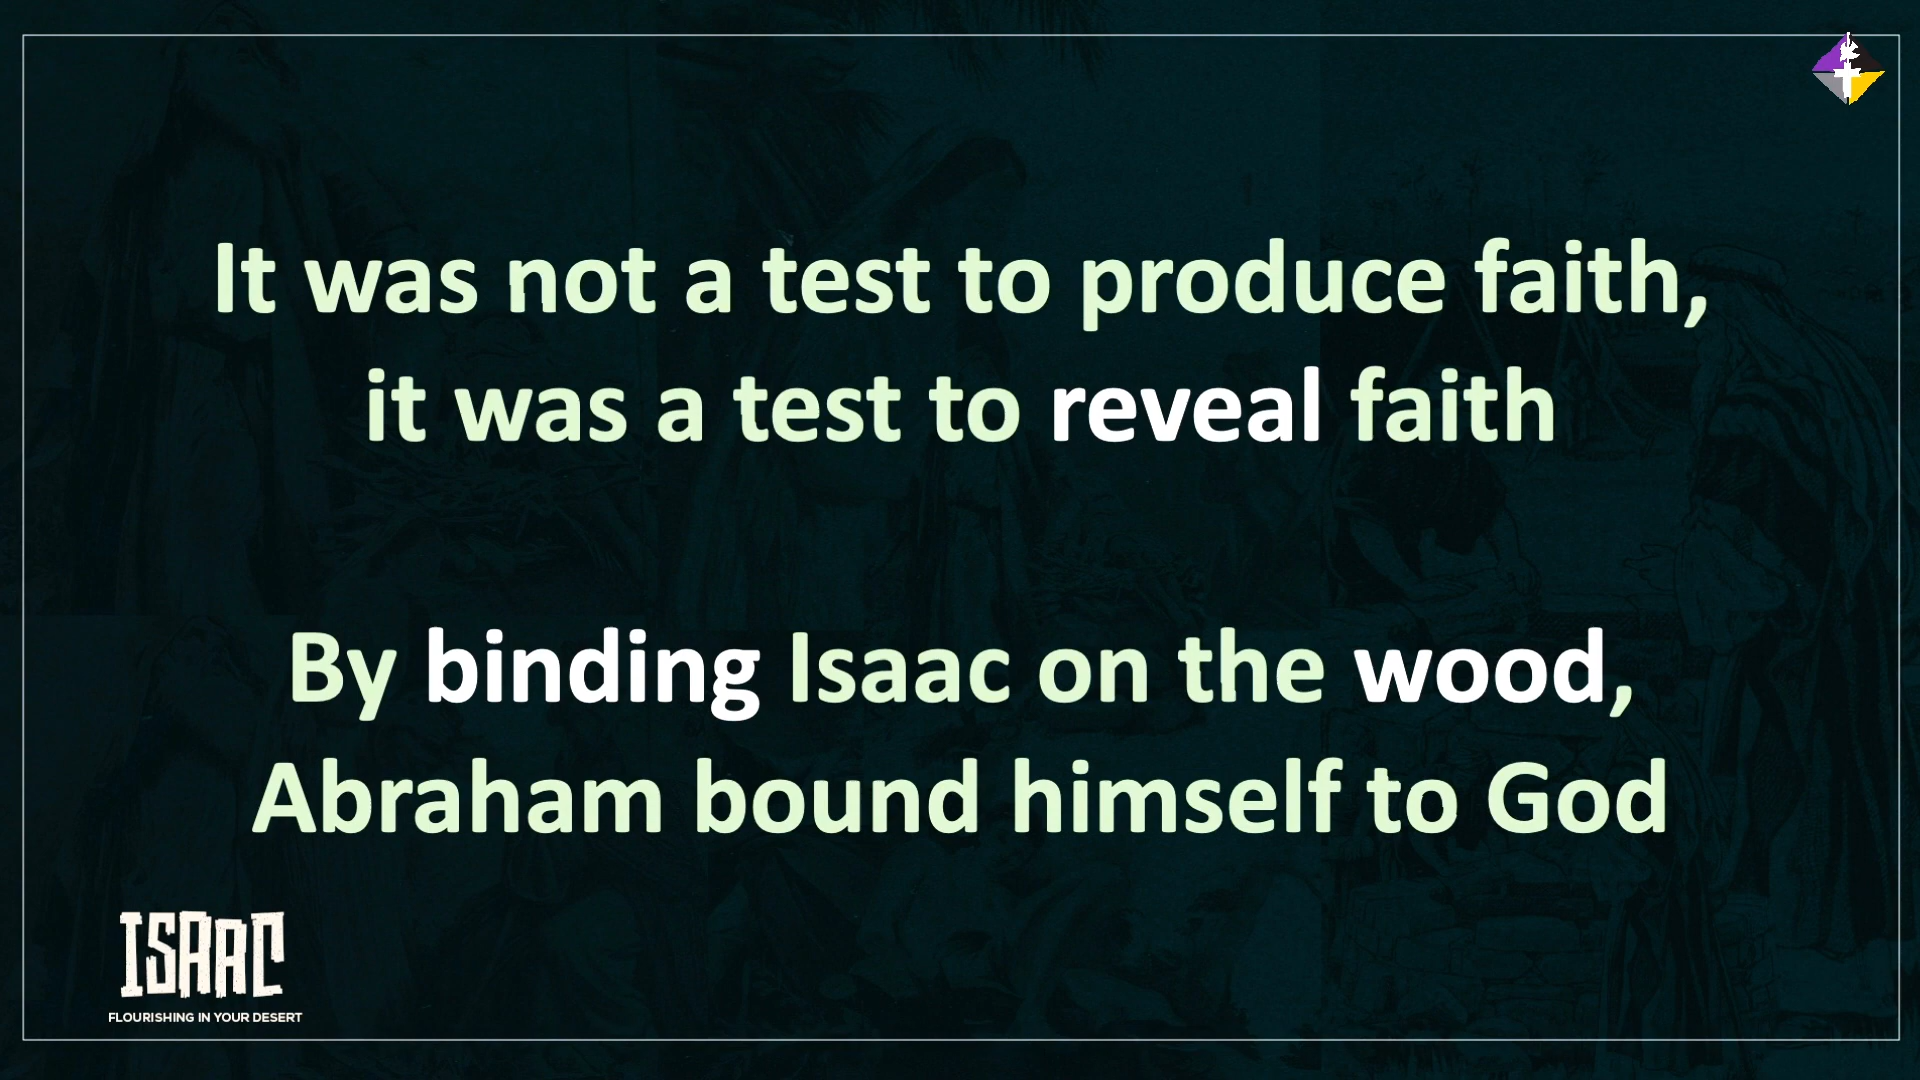 It was not a test to produce faith,
it was a test to reveal faith
By binding Isaac on the wood,
Abraham bound himself to God
ISAAC
FLOURISHING IN YOUR DESERT